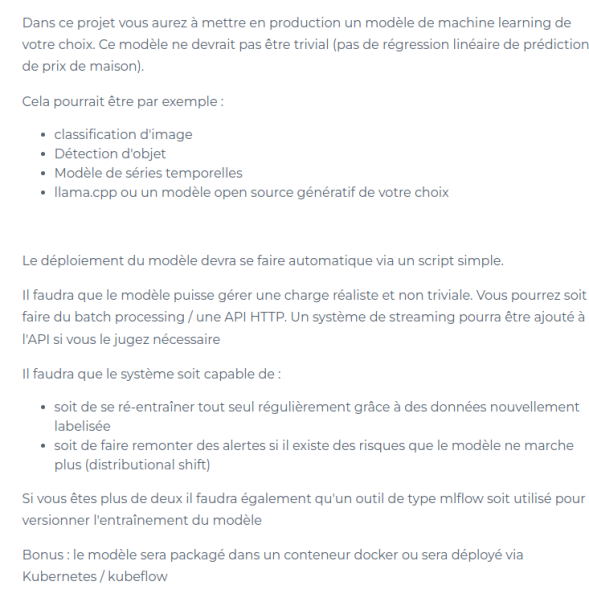 Dans ce projet vous aurez à mettre en production un modèle de machine learning de
votre choix. Ce modèle ne devrait pas être trivial (pas de régression linéaire de prédiction
de prix de maison).
Cela pourrait être par exemple :
• classification d'image
• Détection d'objet
• Modèle de séries temporelles
• llama.cpp ou un modèle open source génératif de votre choix
Le déploiement du modèle devra se faire automatique via un script simple.
Il faudra que le modèle puisse gérer une charge réaliste et non triviale. Vous pourrez soit
faire du batch processing / une API HTTP. Un système de streaming pourra être ajouté à
l'API si vous le jugez nécessaire
Il faudra que le système soit capable de :
• soit de se ré-entraîner tout seul régulièrement grâce à des données nouvellement
labelisée
• soit de faire remonter des alertes si il existe des risques que le modèle ne marche
plus (distributional shift)
Si vous êtes plus de deux il faudra également qu'un outil de type mlflow soit utilisé pour
versionner l'entraînement du modèle
Bonus : le modèle sera packagé dans un conteneur docker ou sera déployé via
Kubernetes / kubeflow